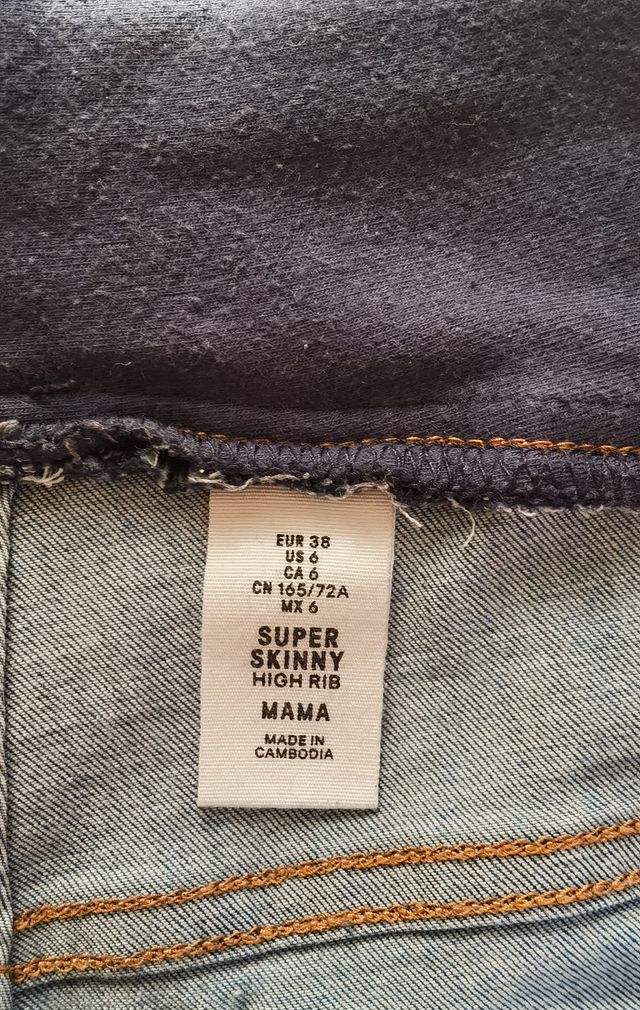 EUR 38
US 6
CA 6
CN 165/72A
MX 6
SUPER
SKINNY
HIGH RIB
MAMA
MADE IN
CAMBODIA